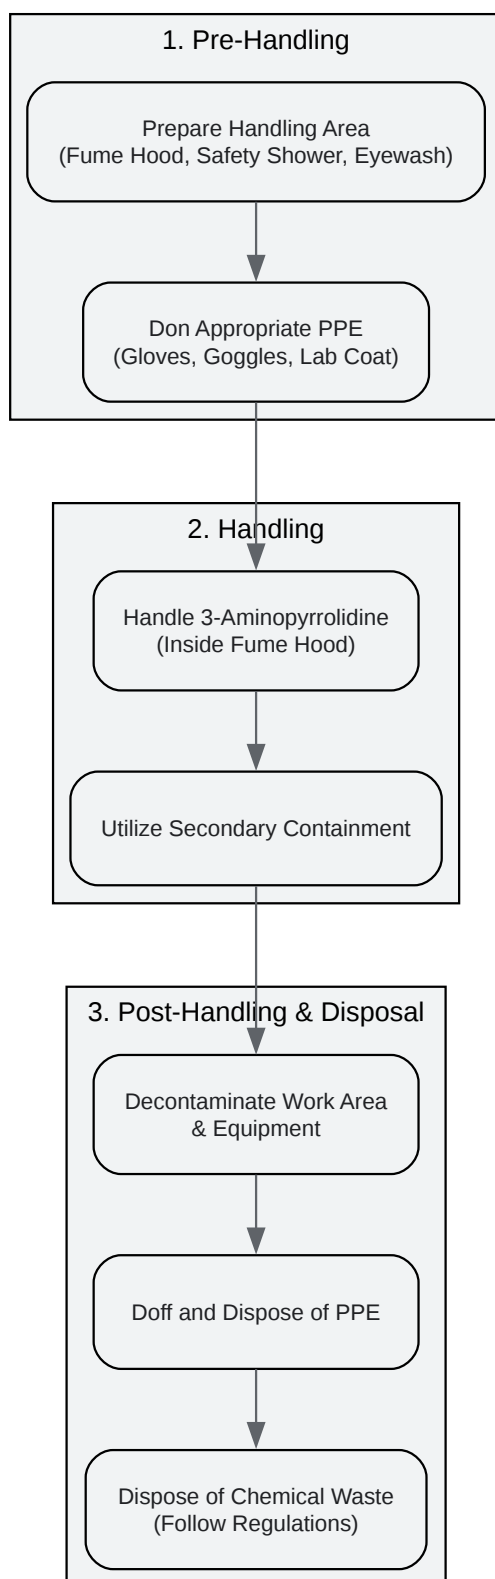 1. Pre-Handling
Prepare Handling Area
(Fume Hood, Safety Shower, Eyewash)
Don Appropriate PPE
(Gloves, Goggles, Lab Coat)
2. Handling
Handle 3-Aminopyrrolidine
(Inside Fume Hood)
Utilize Secondary Containment
3. Post-Handling & Disposal
Decontaminate Work Area
& Equipment
Doff and Dispose of PPE
Dispose of Chemical Waste
(Follow Regulations)